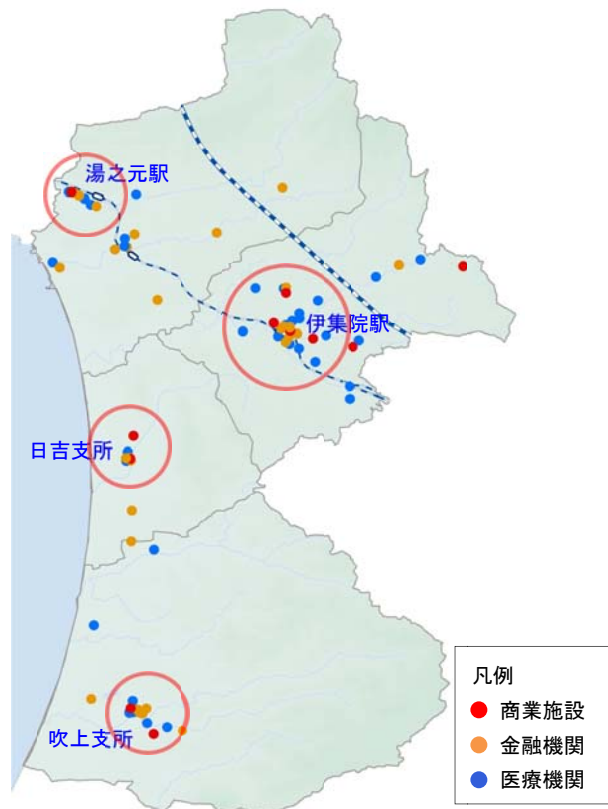 湯之元駅
伊集院駅
日吉支所
吹上支所
凡例
商業施設
金融機関
医療機関